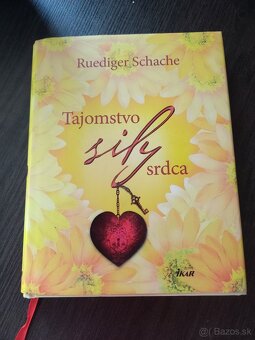 Ruediger Schache
Tajomstvo
sily
srdca
IKAR
@ Bazos.sk